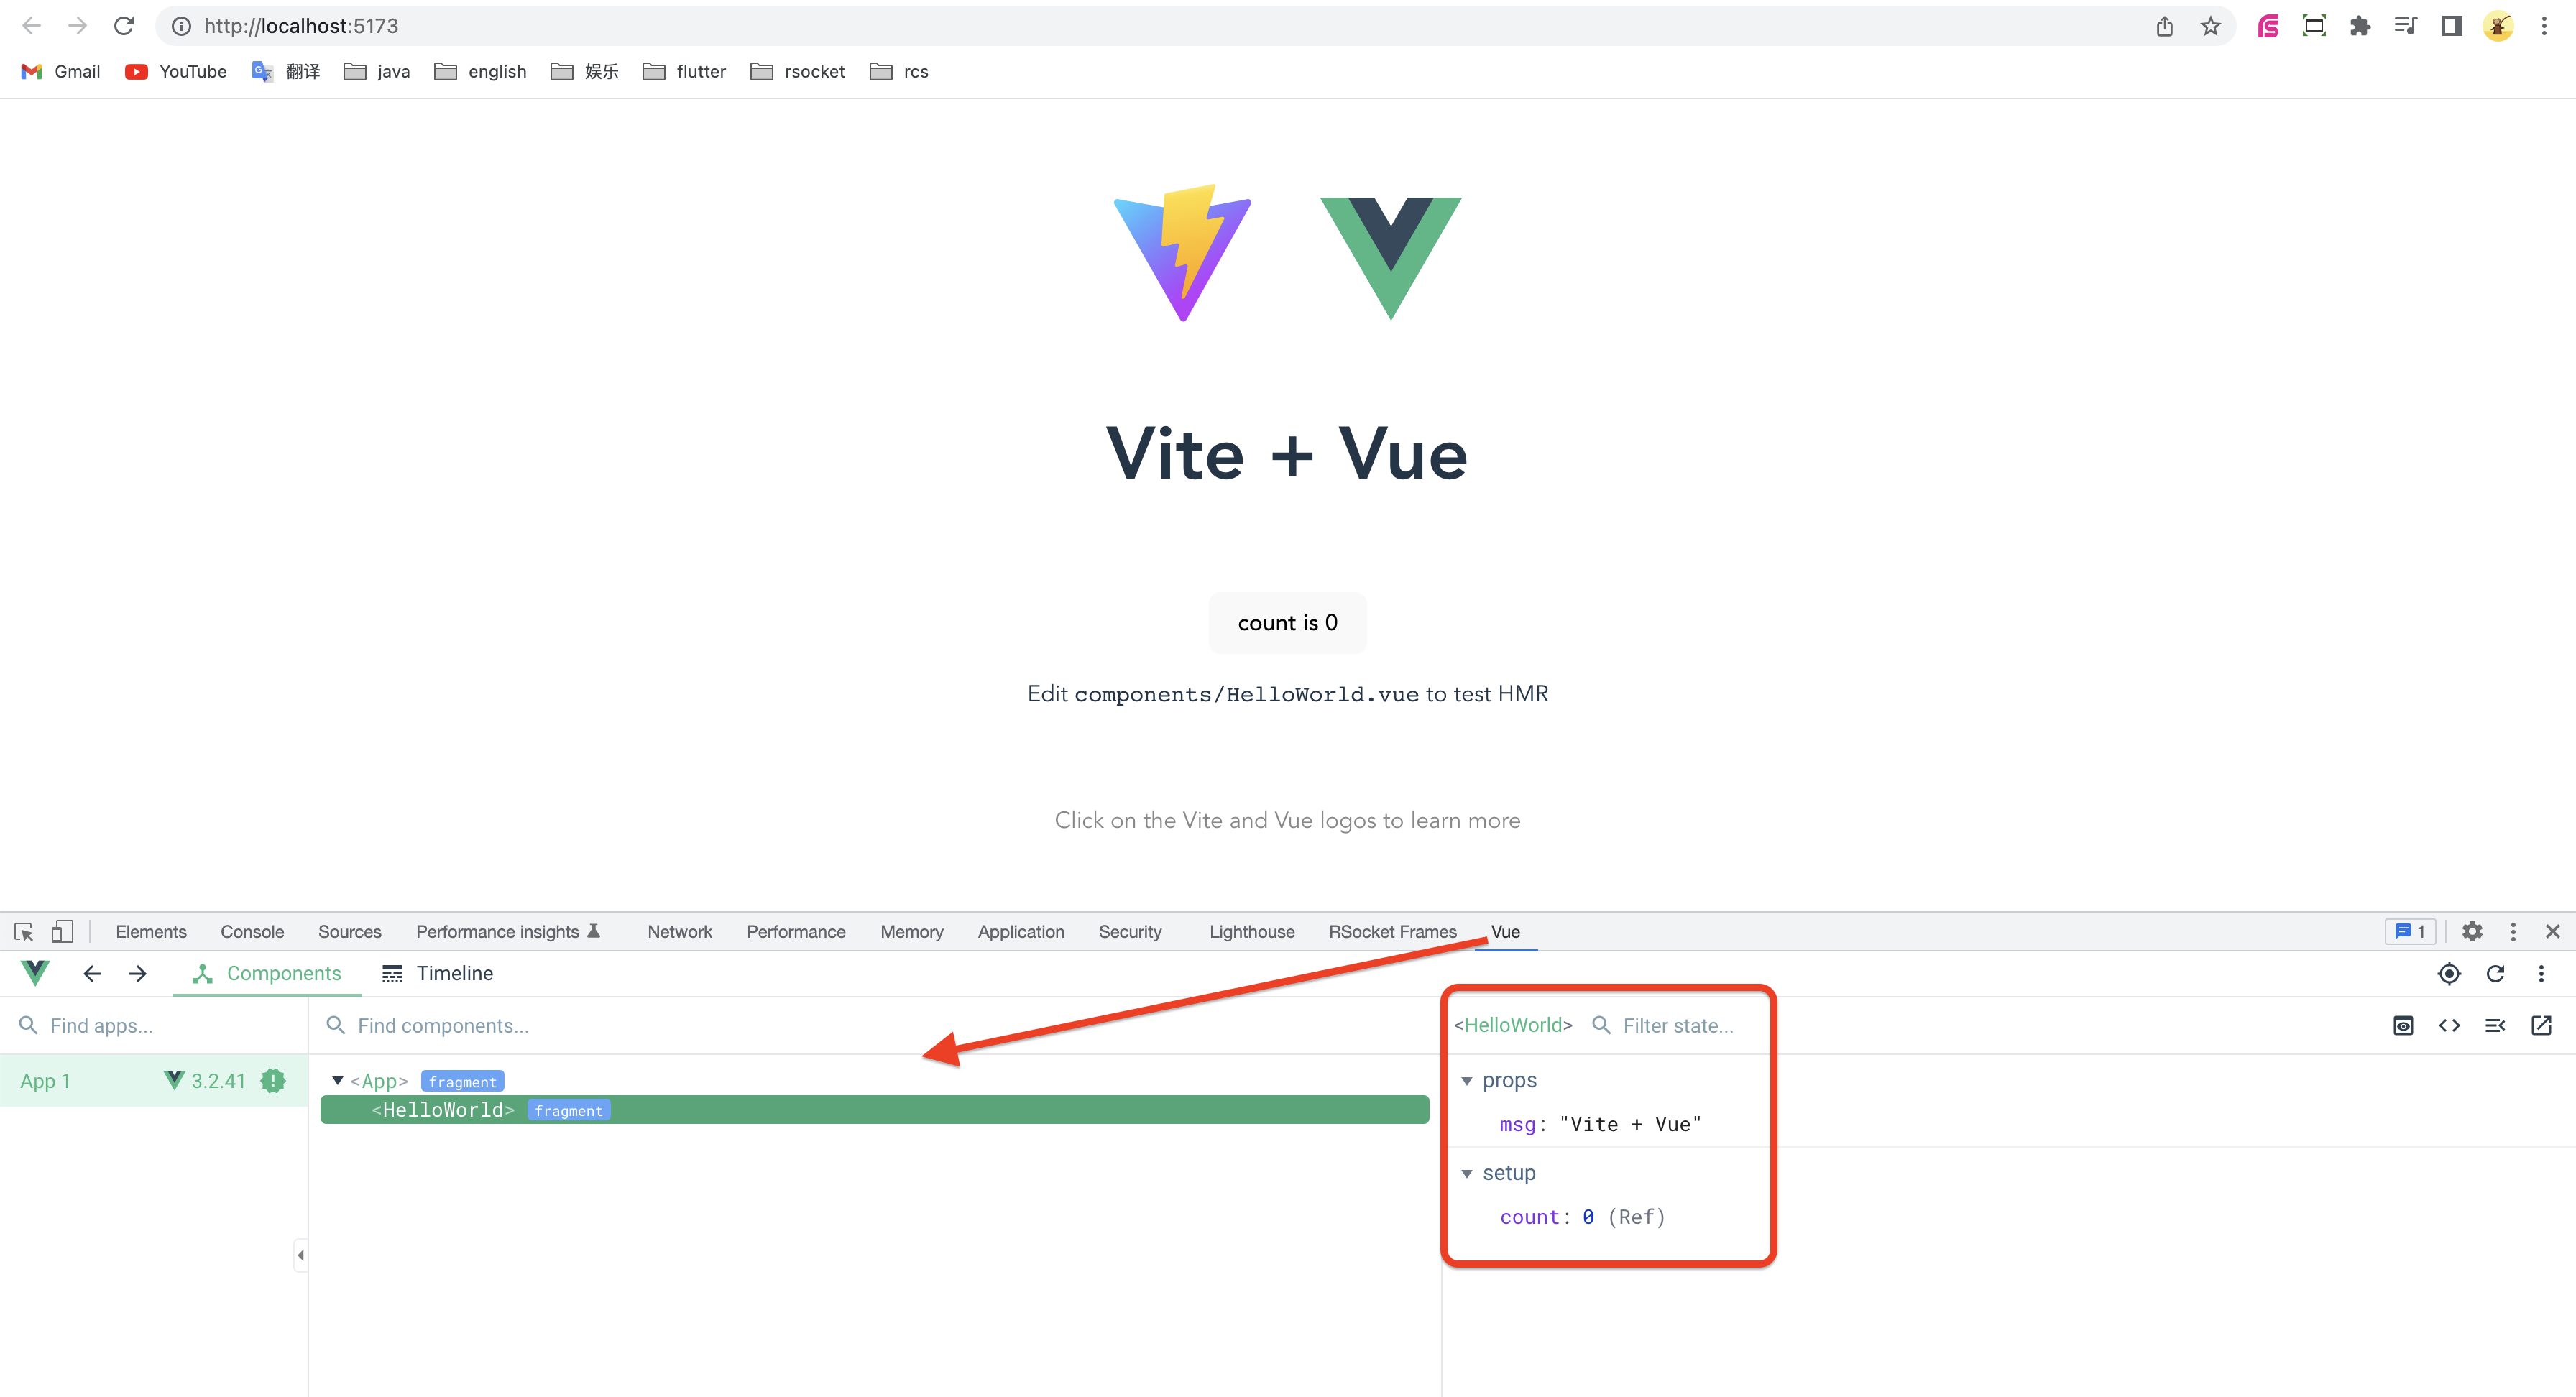 http://localhost:5173
Gmail YouTube 翻译 java english 娱乐 flutter rsocket rcs
Vite + Vue
count is 0
Edit components/HelloWorld.vue to test HMR
Click on the Vite and Vue logos to learn more
Elements Console Sources Performance insights Network Performance Memory Application Security Lighthouse RSocket Frames Vue 1
Components Timeline
Find apps... Find components... <HelloWorld> Filter state...
App 1 3.2.41 <App> fragment props
<HelloWorld> fragment
msg: "Vite + Vue"
setup
count: 0 (Ref)